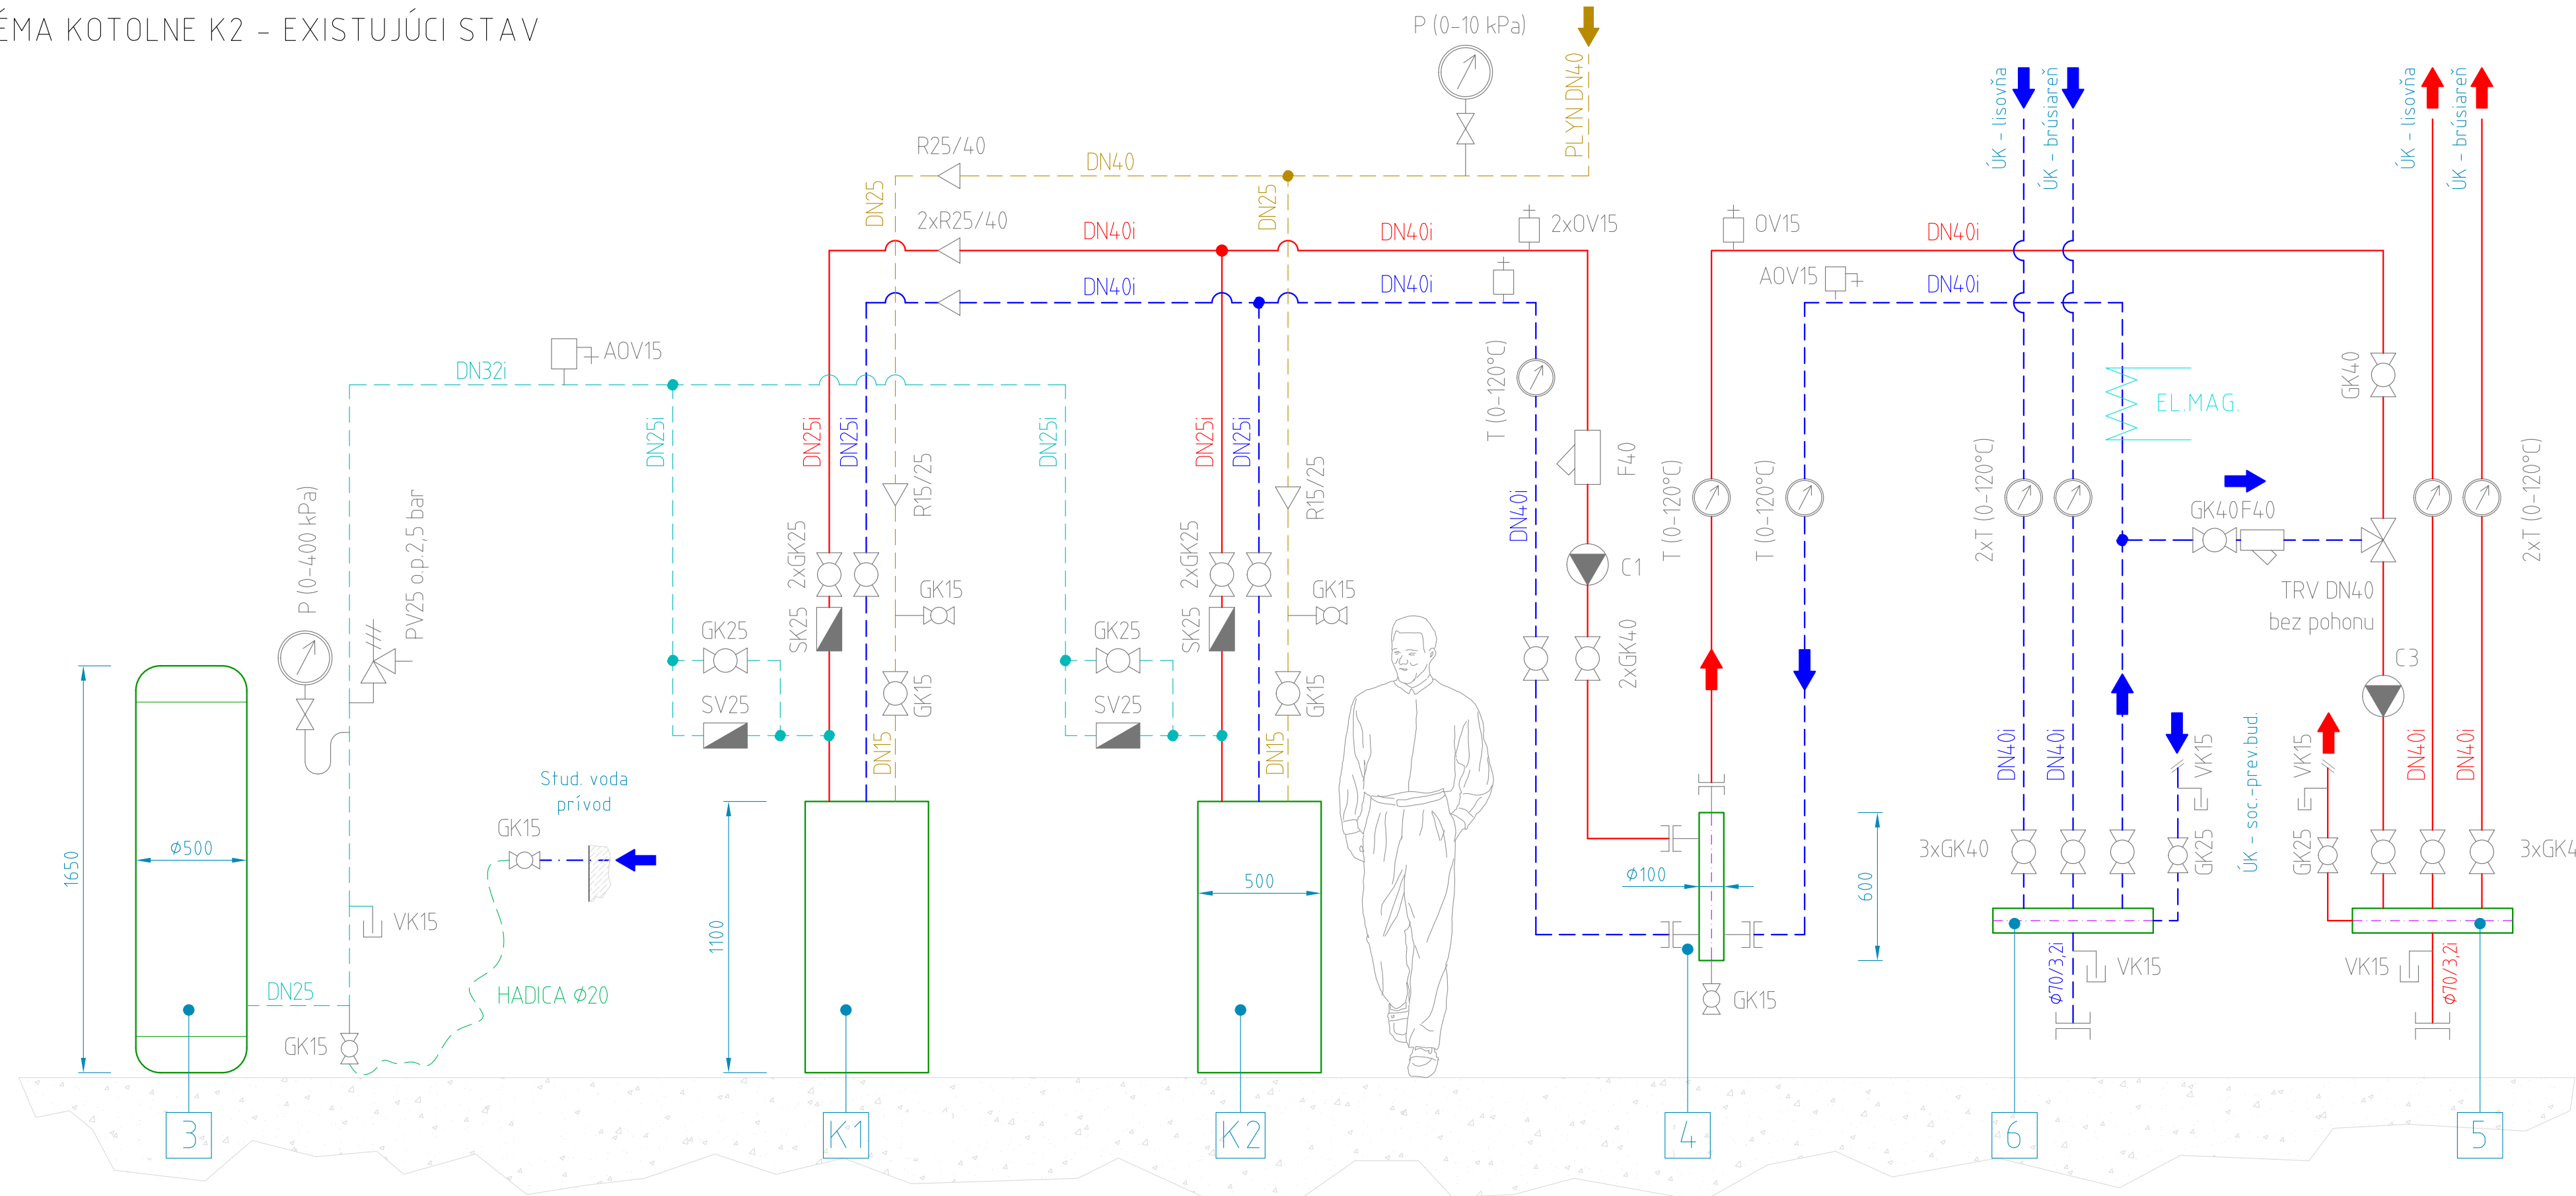 ÉMA KOTOLNE K2 - EXISTUJÚCI STAV
P (0-10 kPa)
PLYN DN40
R25/40
DN40
DN25
DN25
2xR25/40
DN40i
DN40i
2xOV15
OV15
DN40i
ÚK - lisovňa
ÚK - brúsiareň
ÚK - lisovňa
ÚK - brúsiareň
DN40i
DN40i
AOV15
DN40i
AOV15
DN32i
T (0-120°C)
GK40
EL.MAG.
DN25i
DN25i
DN25i
DN25i
DN25i
DN25i
R15/25
R15/25
F40
T (0-120°C)
T (0-120°C)
2xT (0-120°C)
2xT (0-120°C)
P (0-400 kPa)
PV25 o.p.2,5 bar
2xGK25
2xGK25
DN40i
GK40
F40
C1
TRV DN40
bez pohonu
GK15
GK15
SK25
SK25
GK25
GK25
2xGK40
C3
GK15
GK15
SV25
SV25
DN15
DN15
DN40i
DN40i
VK15
ÚK - soc.-prev.bud.
VK15
DN40i
DN40i
Stud. voda
prívod
GK15
Ø500
1650
500
1100
Ø100
600
3xGK40
GK25
GK25
3xGK4
VK15
DN25
HADICA Ø20
GK15
GK15
Ø70/3,2i
VK15
VK15
Ø70/3,2i
3
K1
K2
4
6
5